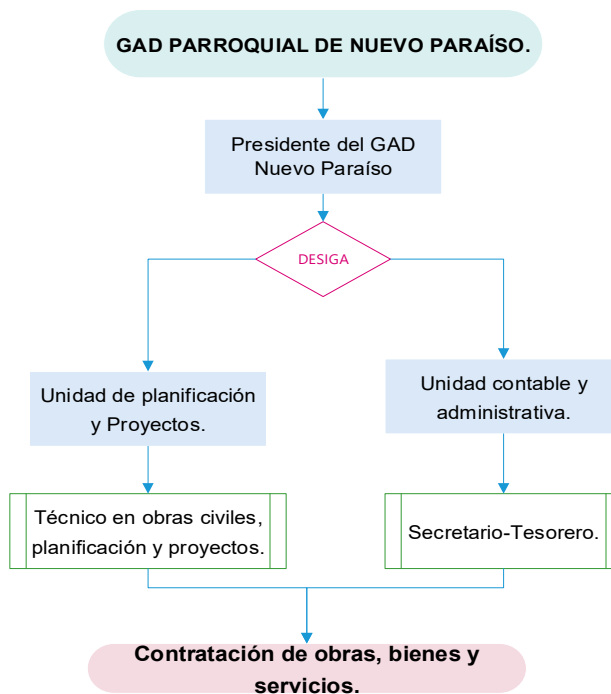 GAD PARROQUIAL DE NUEVO PARAÍSO.
Presidente del GAD
Nuevo Paraíso
DESIGA
Unidad de planificación
y Proyectos.
Unidad contable y
administrativa.
Técnico en obras civiles,
planificación y proyectos.
Secretario-Tesorero.
Contratación de obras, bienes y
servicios.